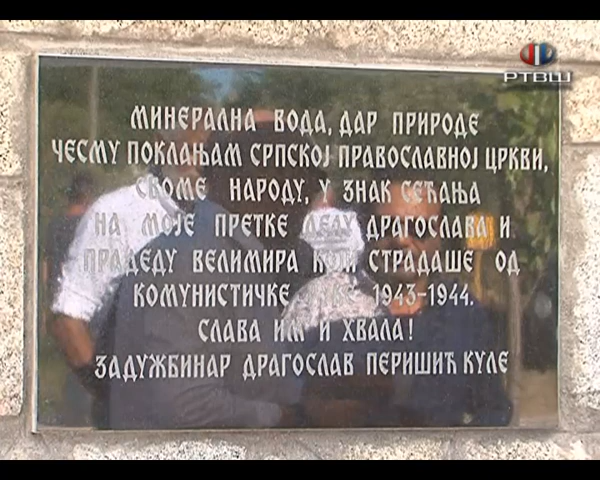 РТВШ
МИНЕРАЛНА ВОДА, ДАР ПРИРОДЕ
ЧЕСМУ ПОКЛАЊАМ СРПСКОЈ ПРАВОСЛАВНОЈ ЦРКВИ,
СВОМЕ НАРОДУ, У ЗНАК СЕЋАЊА
НА МОЈЕ ПРЕТКЕ ДЕДУ ДРАГОСЛАВА И
ПРАДЕДУ ВЕЛИМИРА КОЈИ СТРАДАШЕ ОД
КОМУНИСТИЧКЕ РУКЕ 1943-1944.
СЛАВА ИМ И ХВАЛА!
ЗАДУЖБИНАР ДРАГОСЛАВ ПЕРИШИЋ КУЛЕ